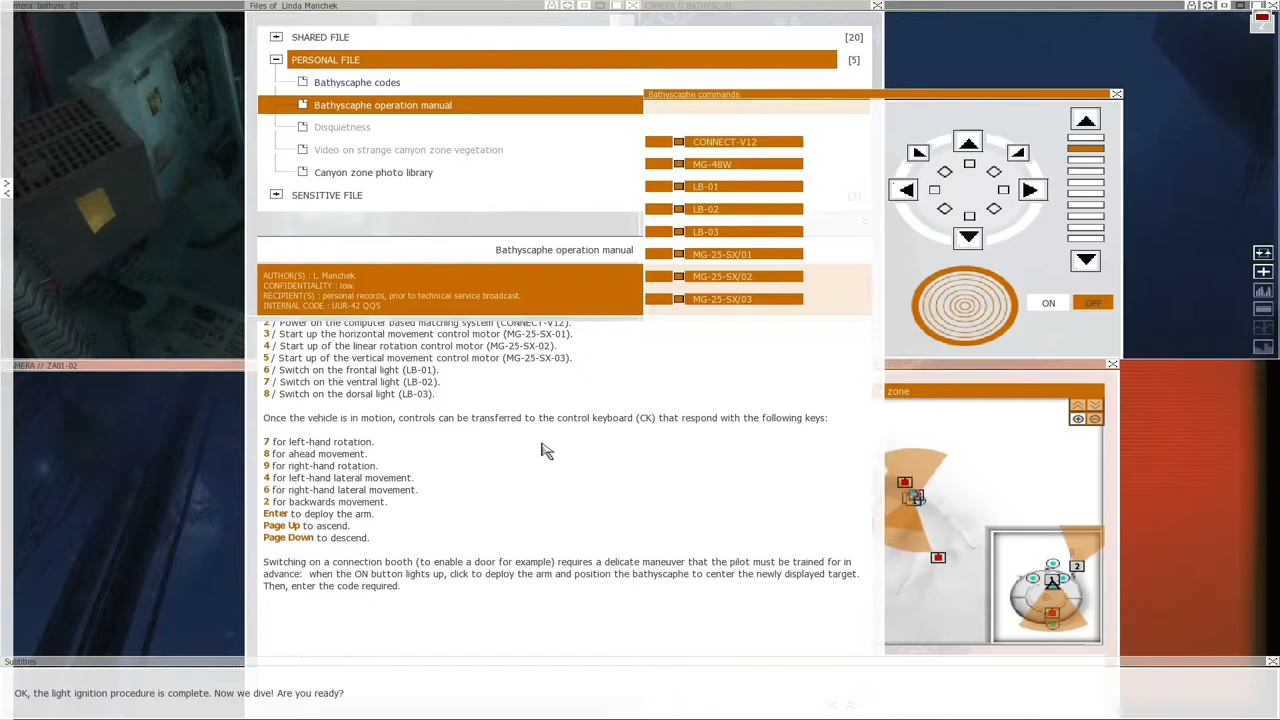 mera bathysc 02
Files of Linda Manchek
CAMERA // BATHYSC-01
SHARED FILE
[20]
PERSONAL FILE
[5]
Bathyscaphe codes
Bathyscaphe operation manual
Disquietness
Video on strange canyon zone vegetation
Canyon zone photo library
SENSITIVE FILE
Bathyscaphe commands
CONNECT-V12
MG-48W
LB-01
LB-02
LB-03
MG-25-SX/01
MG-25-SX/02
MG-25-SX/03
ON
OFF
Bathyscaphe operation manual
AUTHOR(S) : L. Manchek.
CONFIDENTIALITY : low.
RECIPIENT(S) : personal records, prior to technical service broadcast.
INTERNAL CODE : UUR-42 QQ5
2 / Power on the computer based matching system (CONNECT-V12).
3 / Start up the horizontal movement control motor (MG-25-SX-01).
4 / Start up of the linear rotation control motor (MG-25-SX-02).
5 / Start up of the vertical movement control motor (MG-25-SX-03).
6 / Switch on the frontal light (LB-01).
7 / Switch on the ventral light (LB-02).
8 / Switch on the dorsal light (LB-03).
Once the vehicle is in motion, controls can be transferred to the control keyboard (CK) that respond with the following keys:
7 for left-hand rotation.
8 for ahead movement.
9 for right-hand rotation.
4 for left-hand lateral movement.
6 for right-hand lateral movement.
2 for backwards movement.
Enter to deploy the arm.
Page Up to ascend.
Page Down to descend.
Switching on a connection booth (to enable a door for example) requires a delicate maneuver that the pilot must be trained for in
advance: when the ON button lights up, click to deploy the arm and position the bathyscaphe to center the newly displayed target.
Then, enter the code required.
MERA // ZA01-02
zone
1
2
Subtitles
OK, the light ignition procedure is complete. Now we dive! Are you ready?